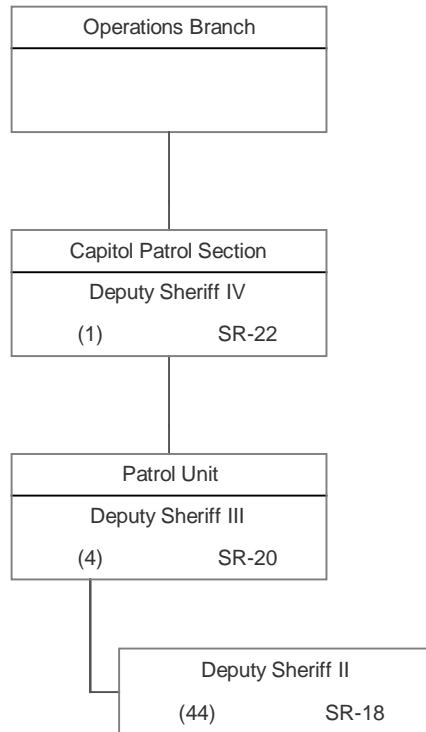 Operations Branch
Capitol Patrol Section
Deputy Sheriff IV
(1) SR-22
Patrol Unit
Deputy Sheriff III
(4) SR-20
Deputy Sheriff II
(44) SR-18